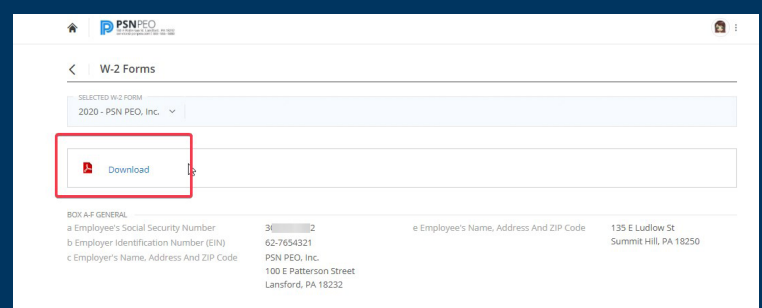 PSNPEO
W-2 Forms
SELECTED W-2 FORM
2020 - PSN PEO, Inc.
Download
BOX A-F GENERAL
a Employee's Social Security Number 3 2 e Employee's Name, Address And ZIP Code 135 E Ludlow St
b Employer Identification Number (EIN) 62-7654321 Summit Hill, PA 18250
c Employer's Name, Address And ZIP Code PSN PEO, Inc.
100 E Patterson Street
Lansford, PA 18232